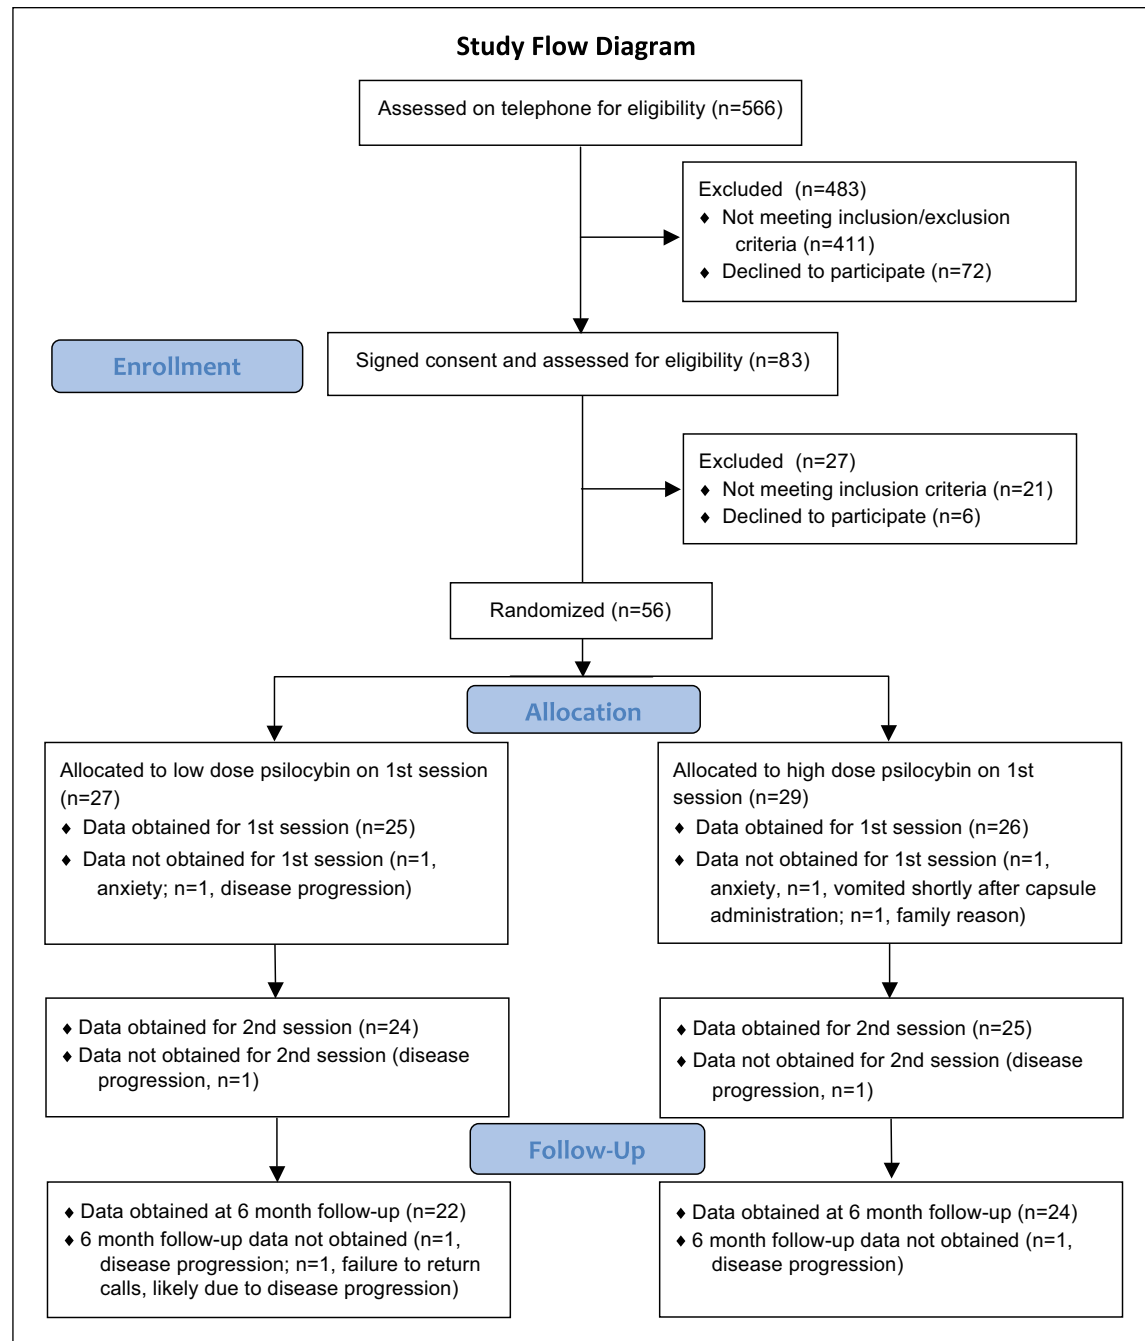 Study Flow Diagram
Assessed on telephone for eligibility (n=566)
Excluded  (n=483)
♦ Not meeting inclusion/exclusion
criteria (n=411)
♦ Declined to participate (n=72)
Enrollment
Signed consent and assessed for eligibility (n=83)
Excluded  (n=27)
♦ Not meeting inclusion criteria (n=21)
♦ Declined to participate (n=6)
Randomized (n=56)
Allocation
Allocated to low dose psilocybin on 1st session
(n=27)
♦ Data obtained for 1st session (n=25)
♦ Data not obtained for 1st session (n=1,
anxiety; n=1, disease progression)
Allocated to high dose psilocybin on 1st
session (n=29)
♦ Data obtained for 1st session (n=26)
♦ Data not obtained for 1st session (n=1,
anxiety, n=1, vomited shortly after capsule
administration; n=1, family reason)
♦ Data obtained for 2nd session (n=24)
♦ Data not obtained for 2nd session (disease
progression, n=1)
♦ Data obtained for 2nd session (n=25)
♦ Data not obtained for 2nd session (disease
progression, n=1)
Follow-Up
♦ Data obtained at 6 month follow-up (n=22)
♦ 6 month follow-up data not obtained (n=1,
disease progression; n=1, failure to return
calls, likely due to disease progression)
♦ Data obtained at 6 month follow-up (n=24)
♦ 6 month follow-up data not obtained (n=1,
disease progression)